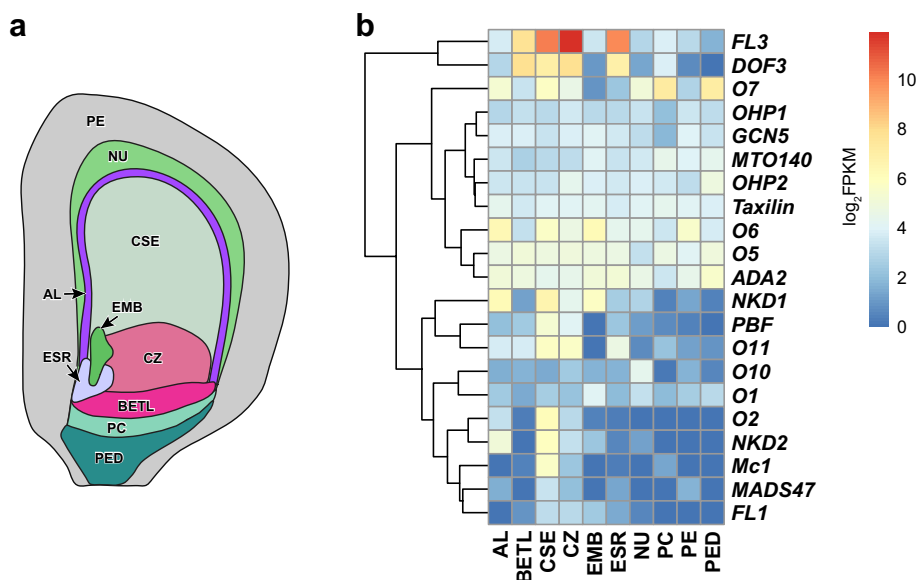 a
PE
NU
CSE
AL
EMB
ESR
CZ
BETL
PC
PED
b
FL3
DOF3
O7
OHP1
GCN5
MTO140
OHP2
Taxilin
O6
O5
ADA2
NKD1
PBF
O11
O10
O1
O2
NKD2
Mc1
MADS47
FL1
AL BETL CSE CZ EMB ESR NU PC PE PED
10
8
6
4
2
0
log₂FPKM